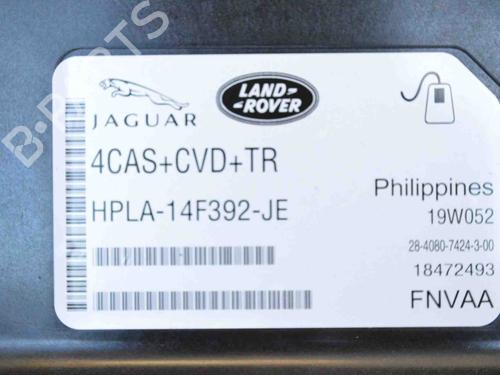 JAGUAR
LAND-
ROVER
4CAS+CVD+TR
HPLA-14F392-JE
Philippines
19W052
28-4080-7424-3-00
18472493
FNVAA
B-PARTS